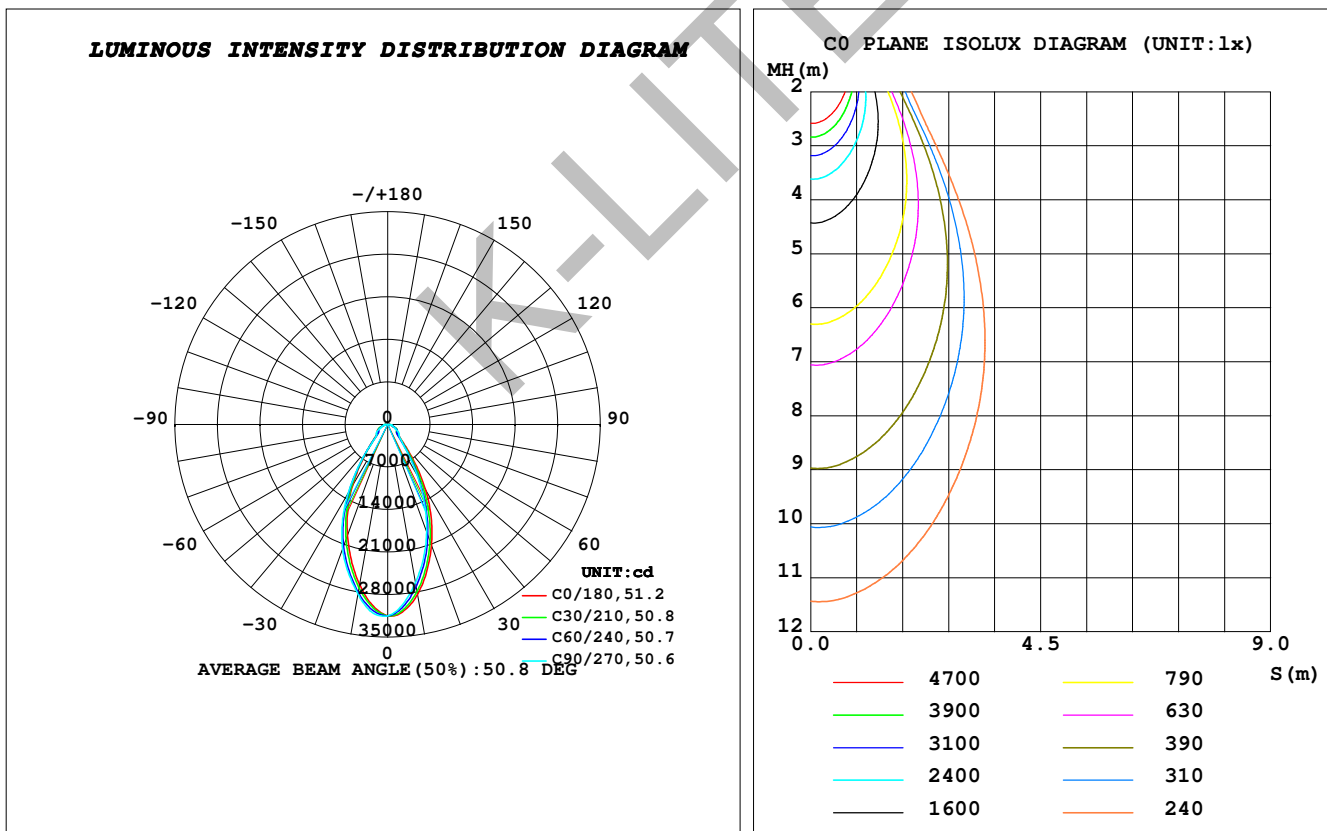 LUMINOUS INTENSITY DISTRIBUTION DIAGRAM
-/+180
-150 150
-120 120
-90 0 90
7000
14000
-60 21000 60
UNIT:cd
28000 C0/180,51.2
-30 30 C30/210,50.8
35000 C60/240,50.7
0 C90/270,50.6
AVERAGE BEAM ANGLE(50%):50.8 DEG
C0 PLANE ISOLUX DIAGRAM (UNIT:lx)
MH(m)
2
3
4
5
6
7
8
9
10
11
12
0.0 4.5 9.0
S(m)
4700 790
3900 630
3100 390
2400 310
1600 240
K-LITE